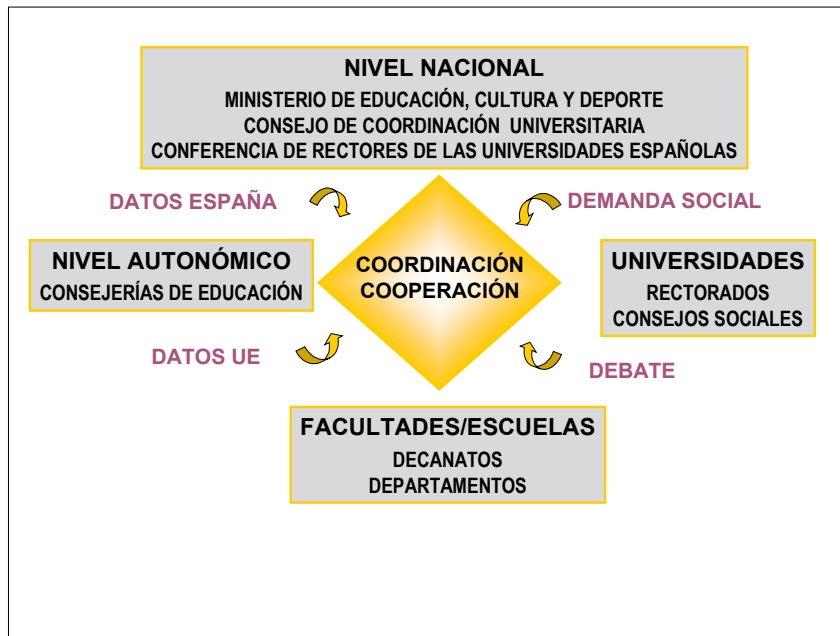 NIVEL NACIONAL
MINISTERIO DE EDUCACIÓN, CULTURA Y DEPORTE
CONSEJO DE COORDINACIÓN UNIVERSITARIA
CONFERENCIA DE RECTORES DE LAS UNIVERSIDADES ESPAÑOLAS
DATOS ESPAÑA
DEMANDA SOCIAL
NIVEL AUTONÓMICO
CONSEJERÍAS DE EDUCACIÓN
COORDINACIÓN
COOPERACIÓN
UNIVERSIDADES
RECTORADOS
CONSEJOS SOCIALES
DATOS UE
DEBATE
FACULTADES/ESCUELAS
DECANATOS
DEPARTAMENTOS